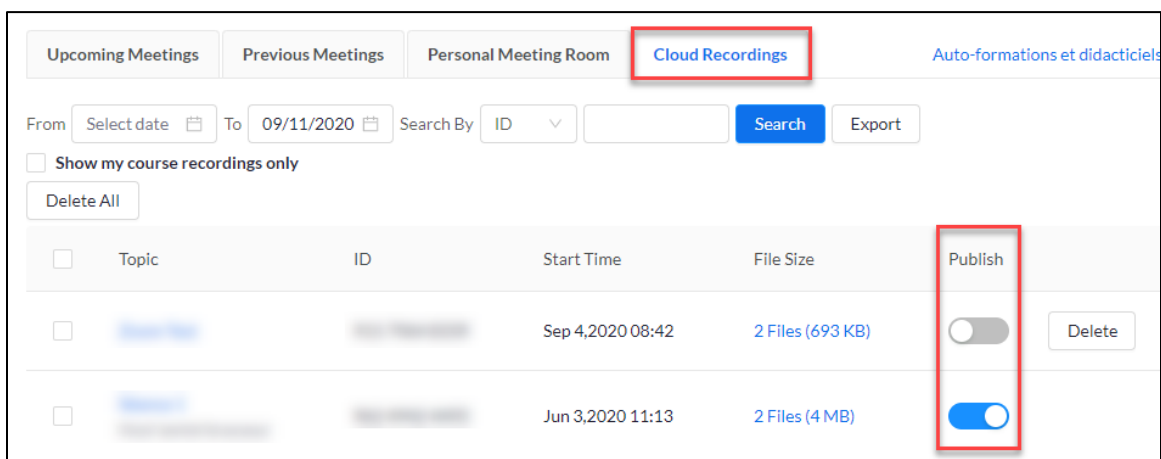 Upcoming Meetings Previous Meetings Personal Meeting Room Cloud Recordings Auto-formations et didacticiels
From Select date To 09/11/2020 Search By ID Search Export
Show my course recordings only
Delete All
Topic ID Start Time File Size Publish
Sep 4,2020 08:42 2 Files (693 KB) Delete
Jun 3,2020 11:13 2 Files (4 MB)